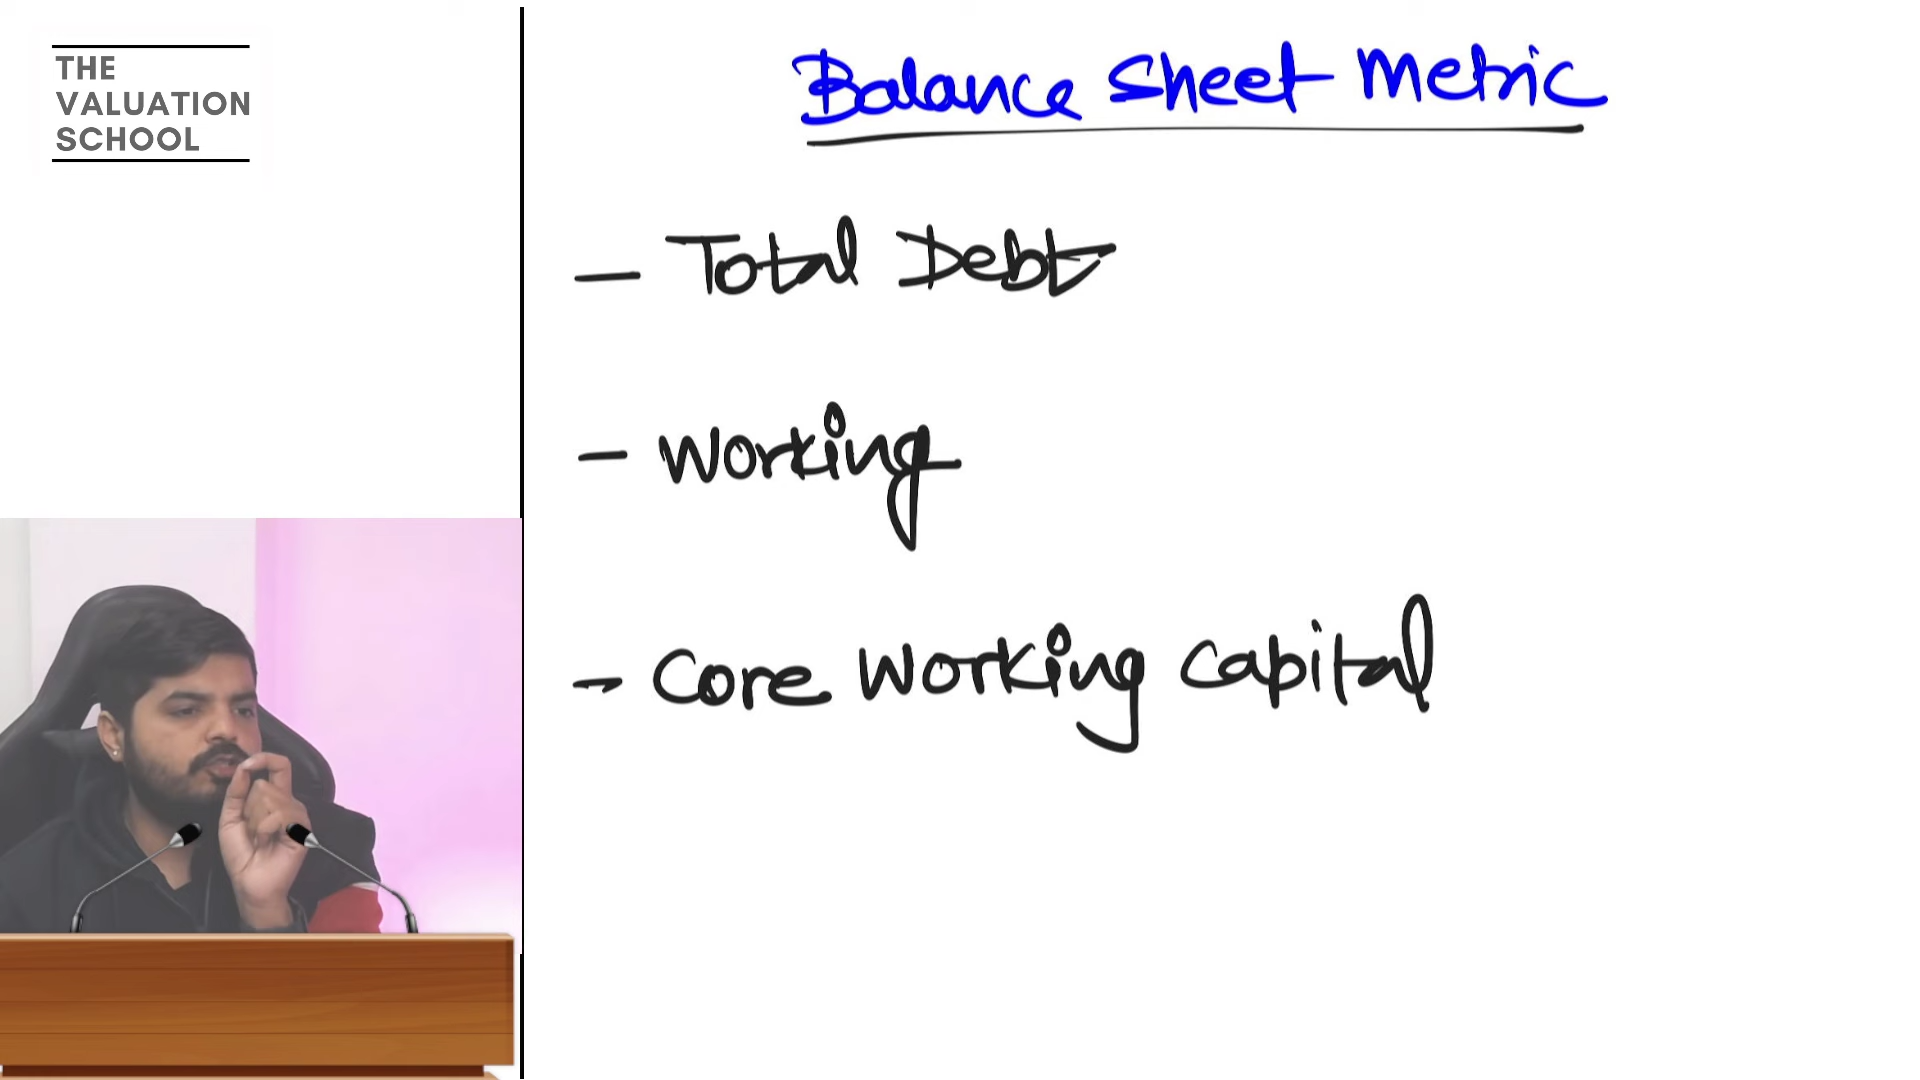 THE
VALUATION
SCHOOL
Balance Sheet Metric
- Total Debt
- Working
- Core Working Capital